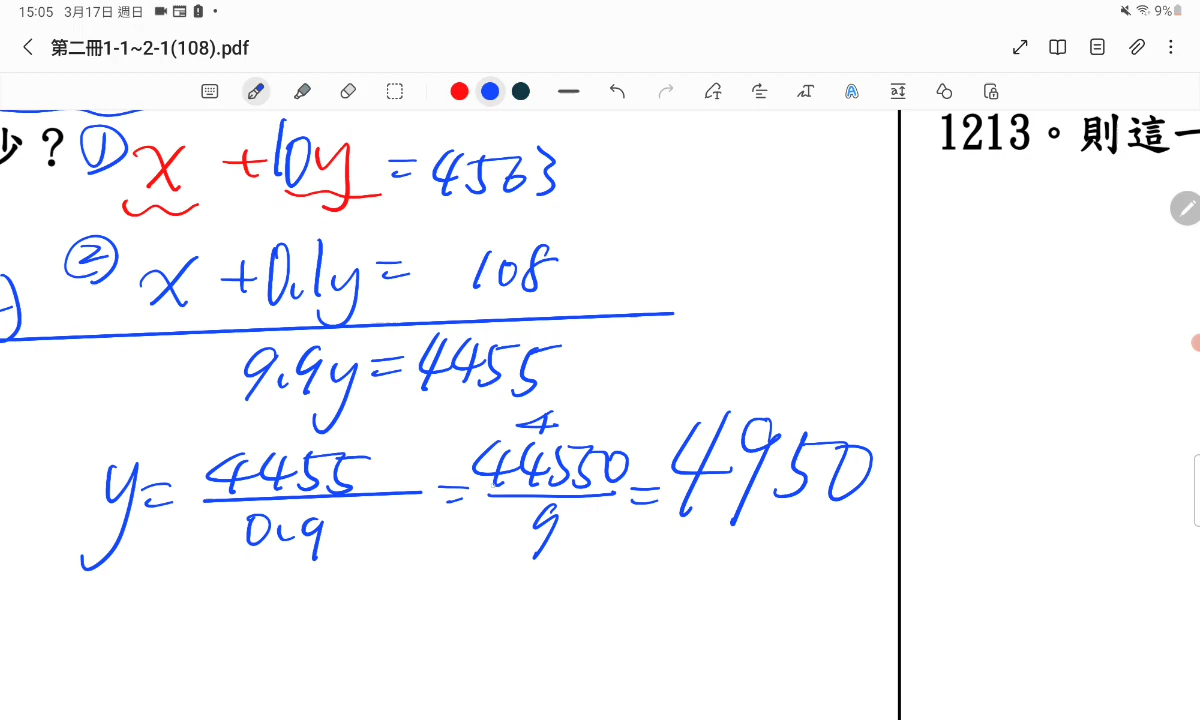 15:05 3月17日 週日 9%
第二冊1-1~2-1(108).pdf
少？① x + 10y = 4563
② x + 0.1y = 108
9.9y = 4455
y = 4455/0.9 = 44550/9 = 4950
4
1213。則這一